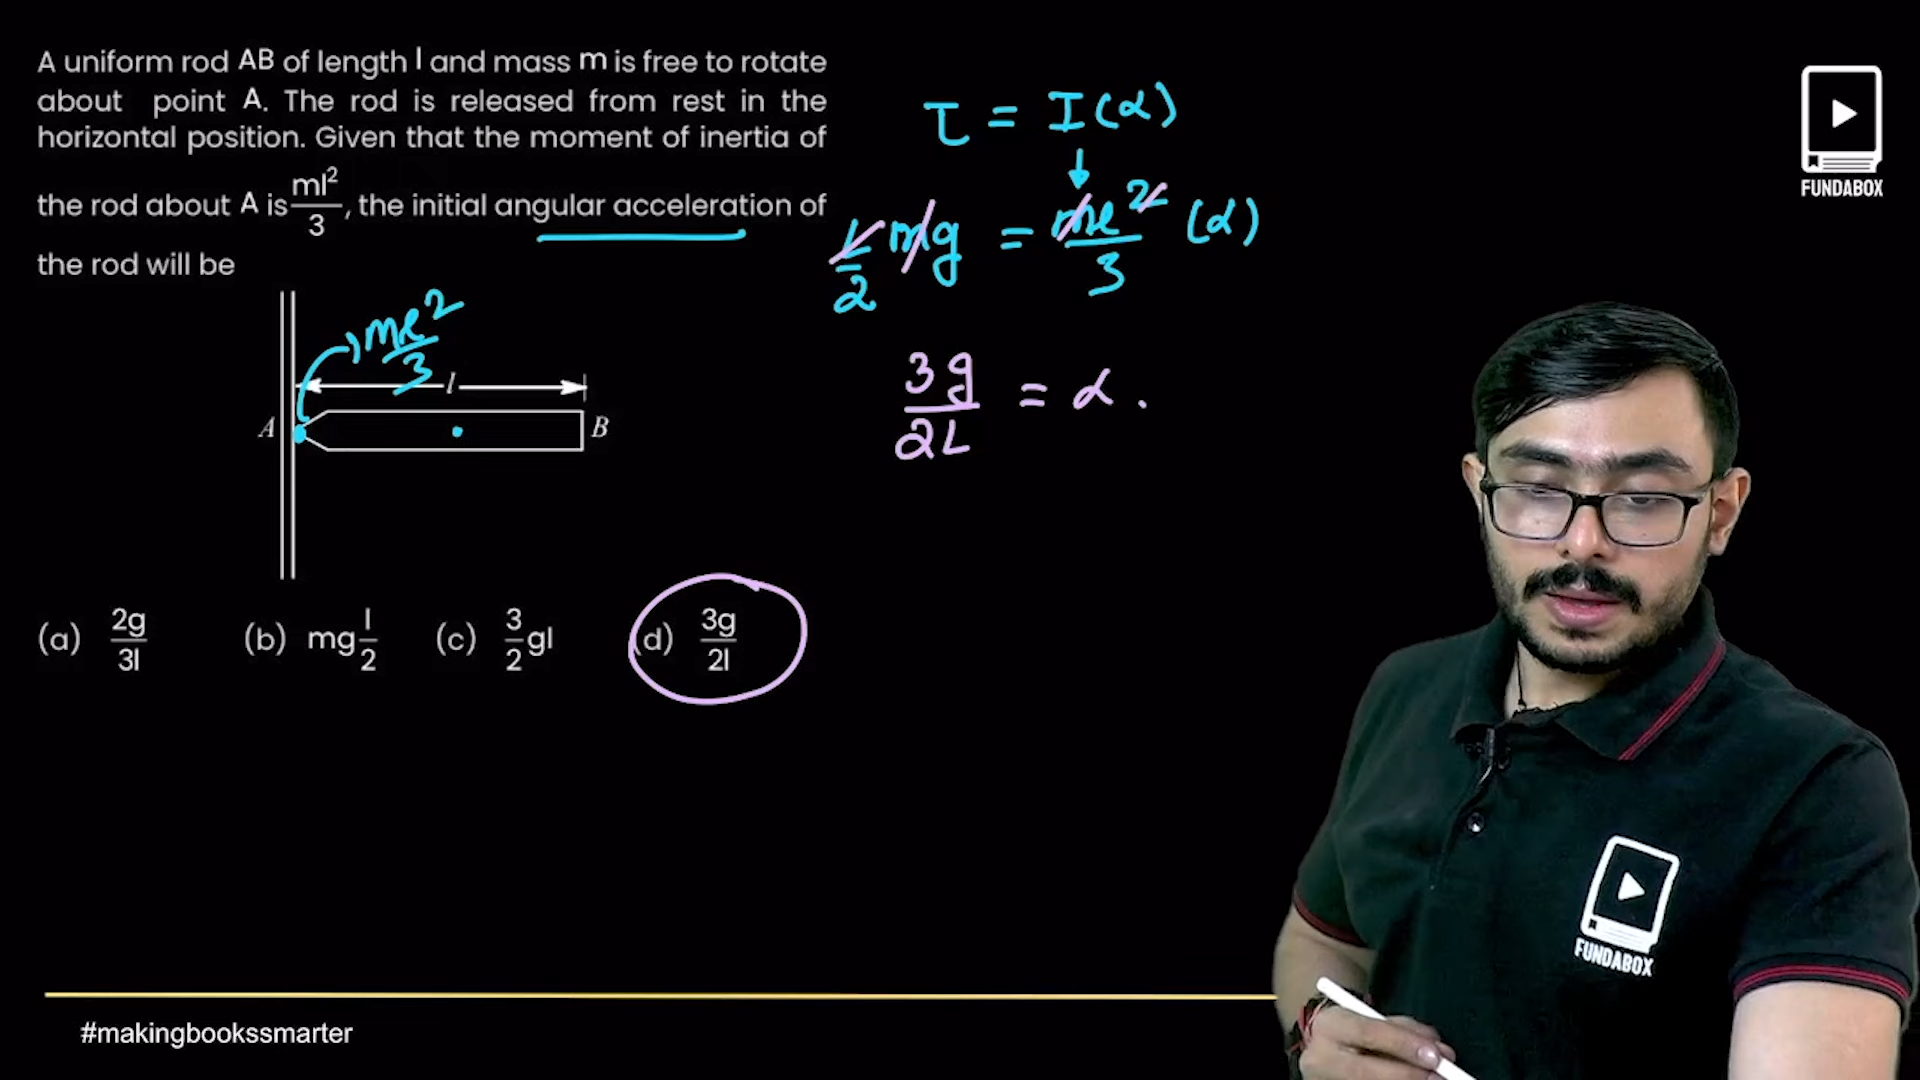 A uniform rod AB of length l and mass m is free to rotate
about point A. The rod is released from rest in the
horizontal position. Given that the moment of inertia of
the rod about A is ml²/3, the initial angular acceleration of
the rod will be
mℓ²/3
l
A
B
(a) 2g/3l (b) mg l/2 (c) 3/2 gl (d) 3g/2l
τ = I(α)
L/2 mg = mℓ²/3 (α)
3g/2L = α.
FUNDABOX
FUNDABOX
#makingbookssmarter